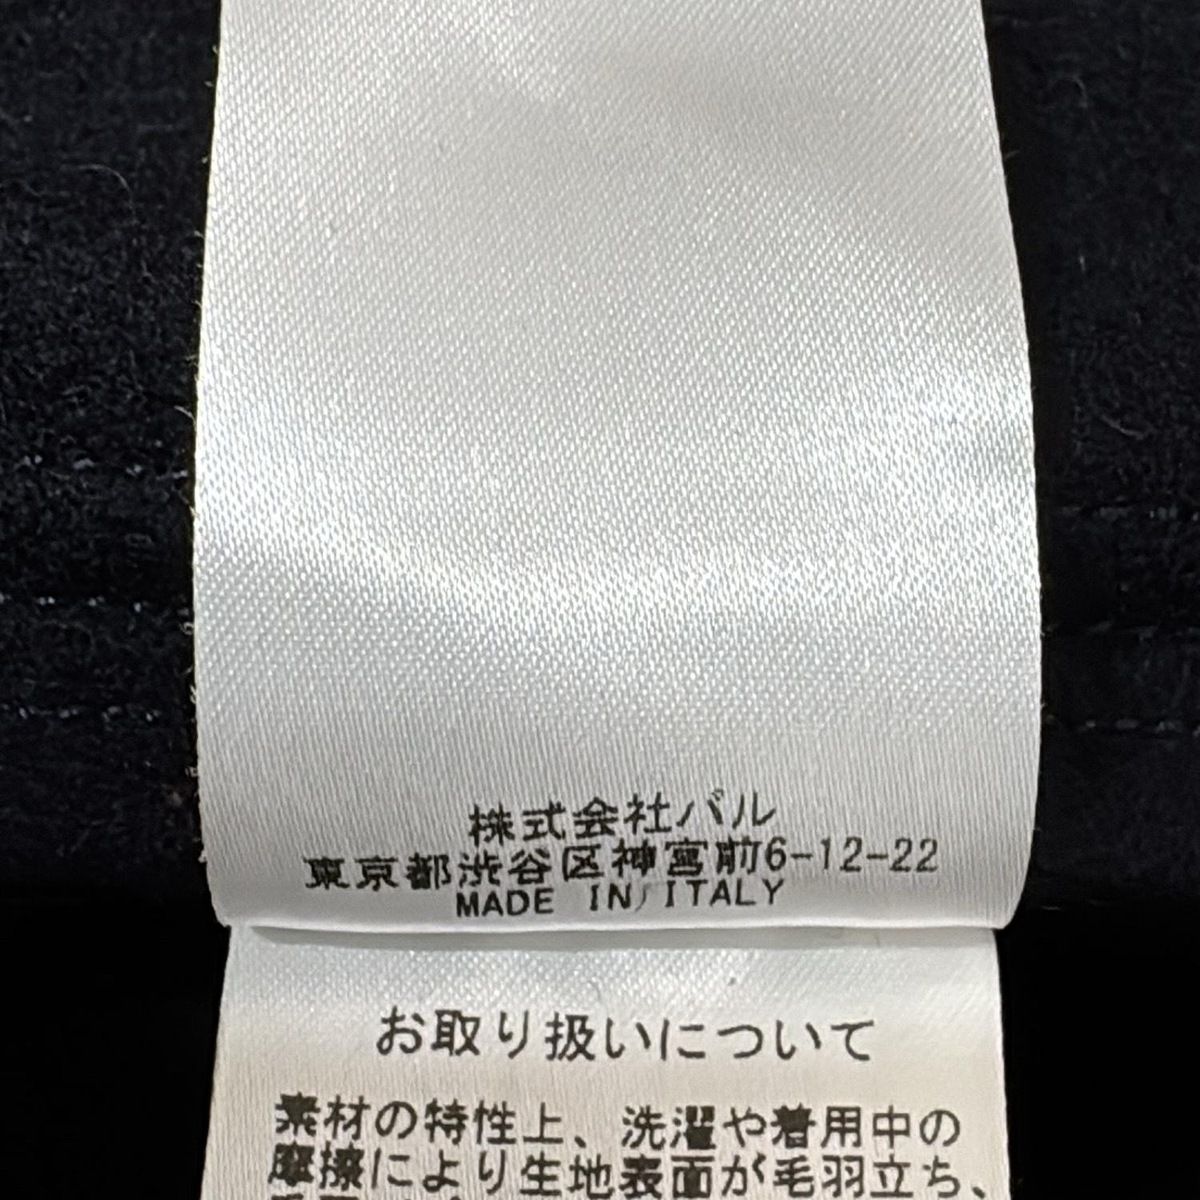 株式会社バル
東京都渋谷区神宮前6-12-22
MADE IN ITALY
お取り扱いについて
素材の特性上、洗濯や着用中の
摩擦により生地表面が毛羽立ち、